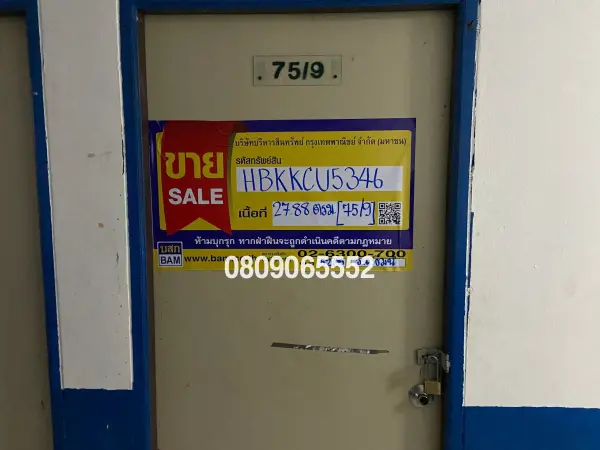 75/9
บริษัทบริหารสินทรัพย์ กรุงเทพพาณิชย์ จำกัด (มหาชน)
ขาย
SALE
รหัสทรัพย์สิน
HBKKCU5346
เนื้อที่ 27.88 ตรม [75/9]
ห้ามบุกรุก หากฝ่าฝืนจะถูกดำเนินคดีตามกฎหมาย
บสก
BAM
www.bam
02-6300-700
0809065552